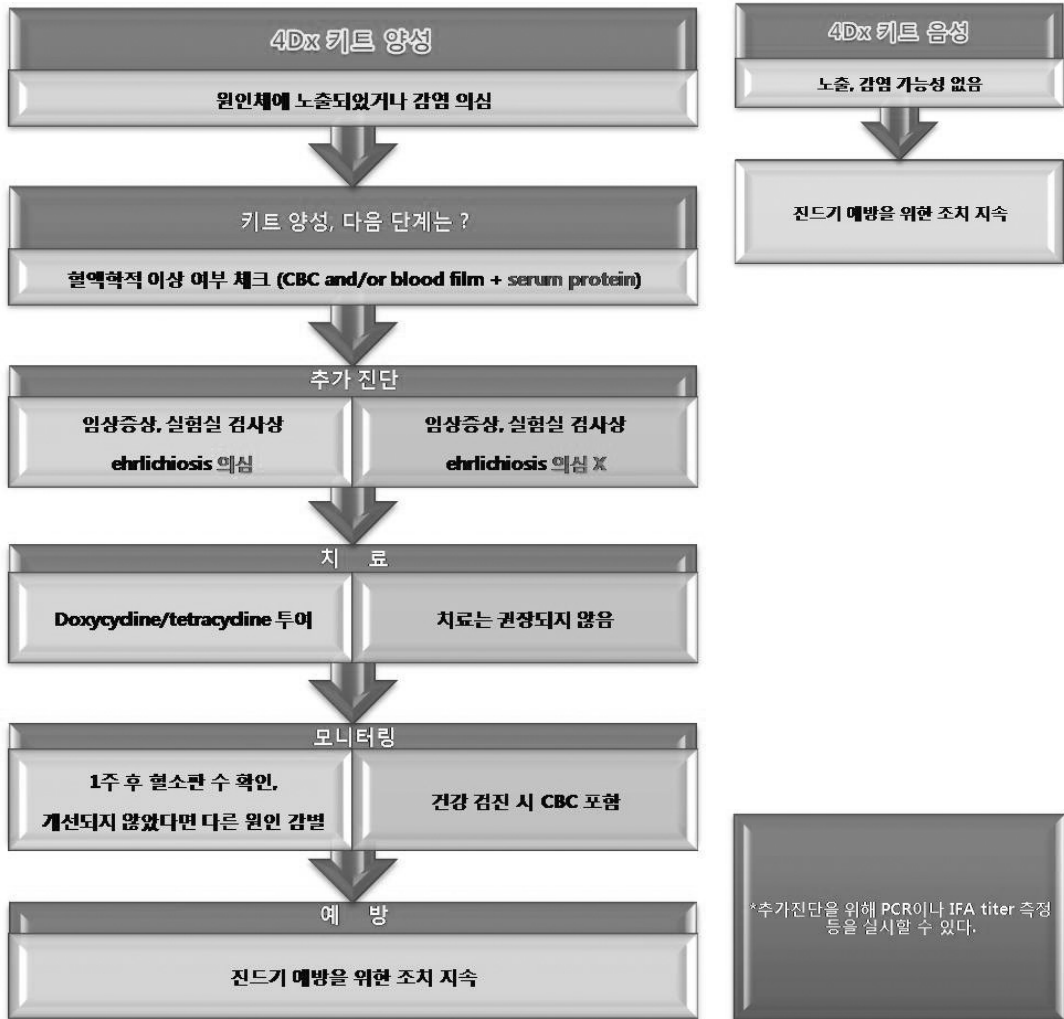 4Dx 키트 양성
원인체에 노출되었거나 감염 의심
키트 양성, 다음 단계는 ?
혈액학적 이상 여부 체크 (CBC and/or blood film + serum protein)
추가 진단
임상증상, 실험실 검사상
ehrlichiosis 의심
임상증상, 실험실 검사상
ehrlichiosis 의심 X
치 료
Doxycycline/tetracycline 투여
치료는 권장되지 않음
모니터링
1주 후 혈소판 수 확인,
개선되지 않았다면 다른 원인 감별
건강 검진 시 CBC 포함
예 방
진드기 예방을 위한 조치 지속
4Dx 키트 음성
노출, 감염 가능성 없음
진드기 예방을 위한 조치 지속
*추가진단을 위해 PCR이나 IFA titer 측정
등을 실시할 수 있다.